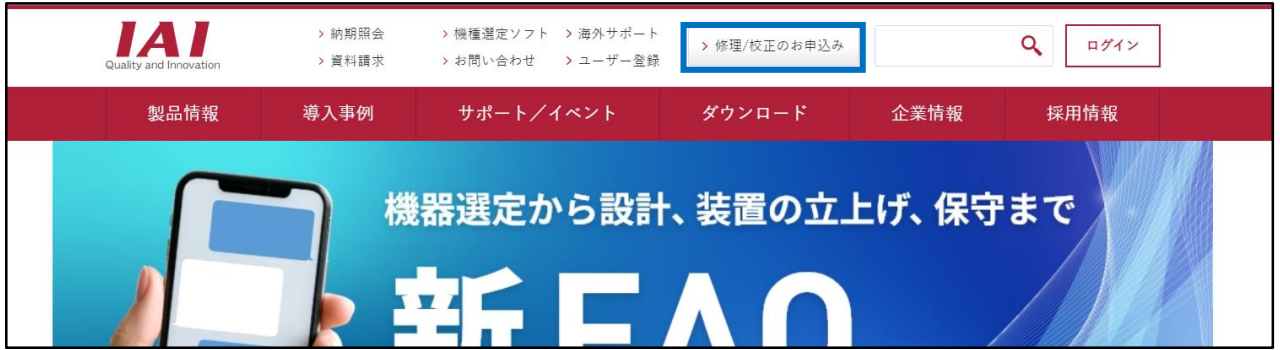 IAI
Quality and Innovation
> 納期照会
> 機種選定ソフト
> 海外サポート
> 資料請求
> お問い合わせ
> ユーザー登録
> 修理/校正のお申込み
ログイン
製品情報
導入事例
サポート／イベント
ダウンロード
企業情報
採用情報
機器選定から設計、装置の立上げ、保守まで
新FAQ